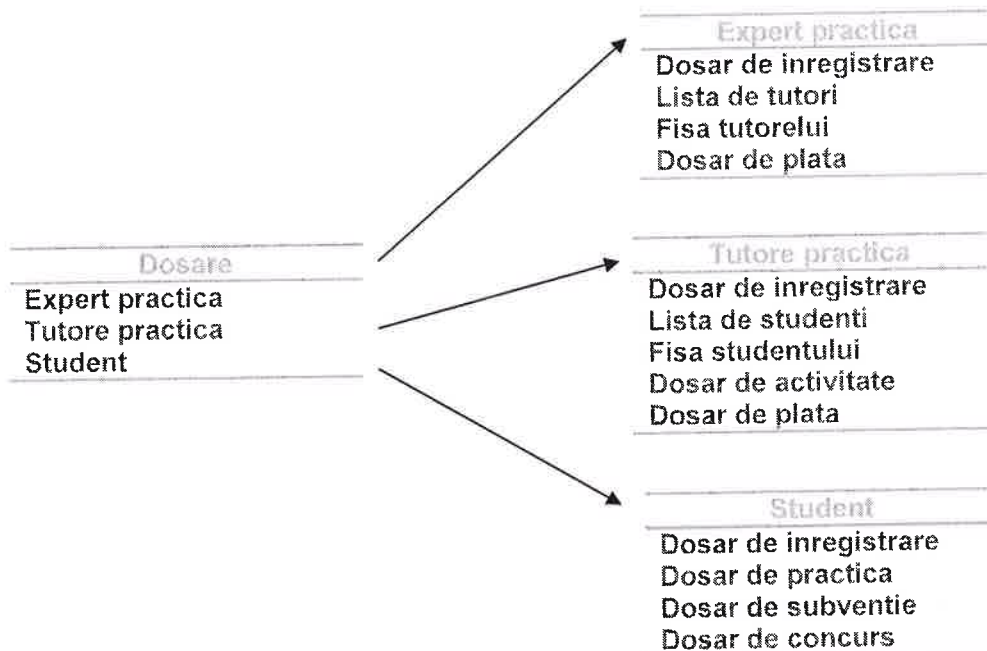 Dosare
Expert practica
Tutore practica
Student
Expert practica
Dosar de inregistrare
Lista de tutori
Fisa tutorelui
Dosar de plata
Tutore practica
Dosar de inregistrare
Lista de studenti
Fisa studentului
Dosar de activitate
Dosar de plata
Student
Dosar de inregistrare
Dosar de practica
Dosar de subventie
Dosar de concurs